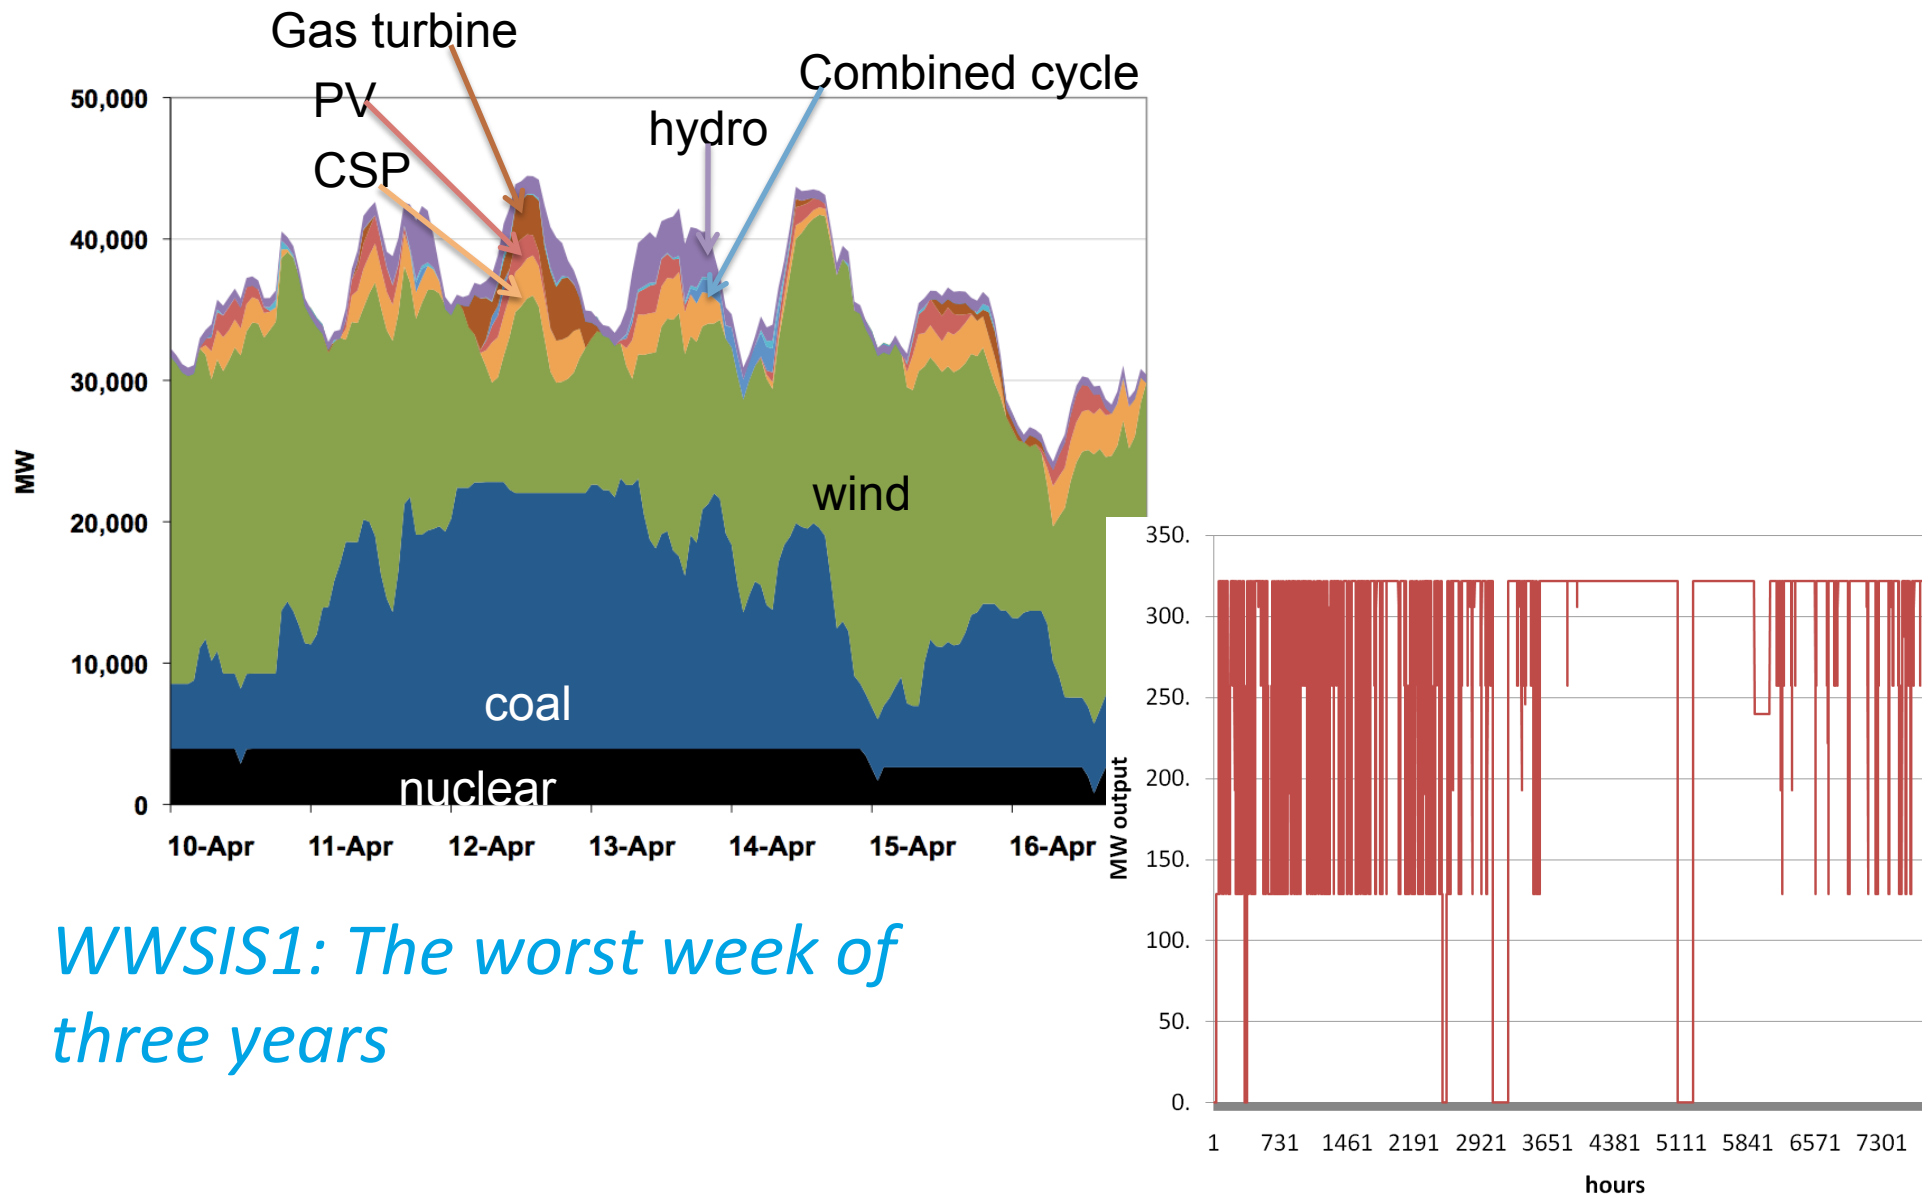 Gas turbine
Combined cycle
PV
hydro
CSP
50,000
40,000
30,000
20,000
10,000
0
MW
wind
coal
nuclear
10-Apr 11-Apr 12-Apr 13-Apr 14-Apr 15-Apr 16-Apr
WWSIS1: The worst week of
three years
350.
300.
250.
200.
150.
100.
50.
0.
MW output
1 731 1461 2191 2921 3651 4381 5111 5841 6571 7301
hours